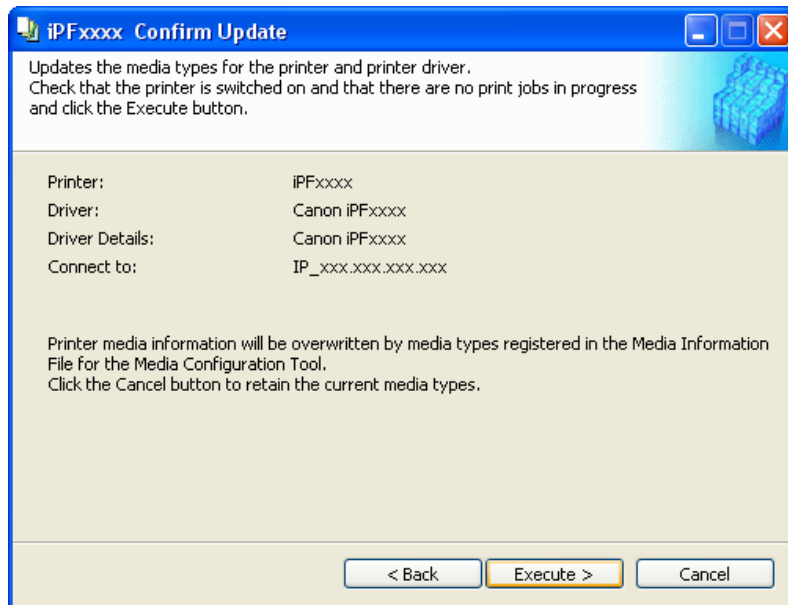 iPFxxxx Confirm Update
Updates the media types for the printer and printer driver.
Check that the printer is switched on and that there are no print jobs in progress
and click the Execute button.
Printer: iPFxxxx
Driver: Canon iPFxxxx
Driver Details: Canon iPFxxxx
Connect to: IP_xxx.xxx.xxx.xxx
Printer media information will be overwritten by media types registered in the Media Information
File for the Media Configuration Tool.
Click the Cancel button to retain the current media types.
< Back Execute > Cancel